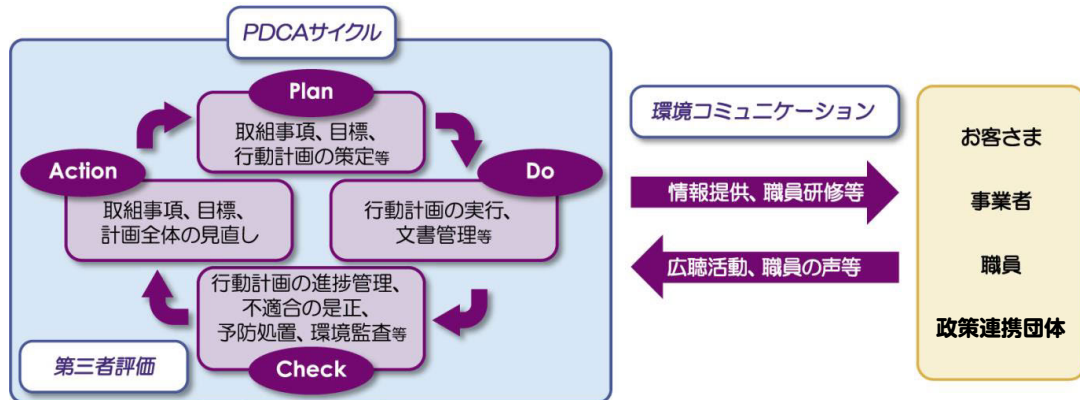 PDCAサイクル
Plan
取組事項、目標、
行動計画の策定等
Do
行動計画の実行、
文書管理等
行動計画の進捗管理、
不適合の是正、
予防処置、環境監査等
Check
Action
取組事項、目標、
計画全体の見直し
第三者評価
環境コミュニケーション
情報提供、職員研修等
広聴活動、職員の声等
お客さま
事業者
職員
政策連携団体